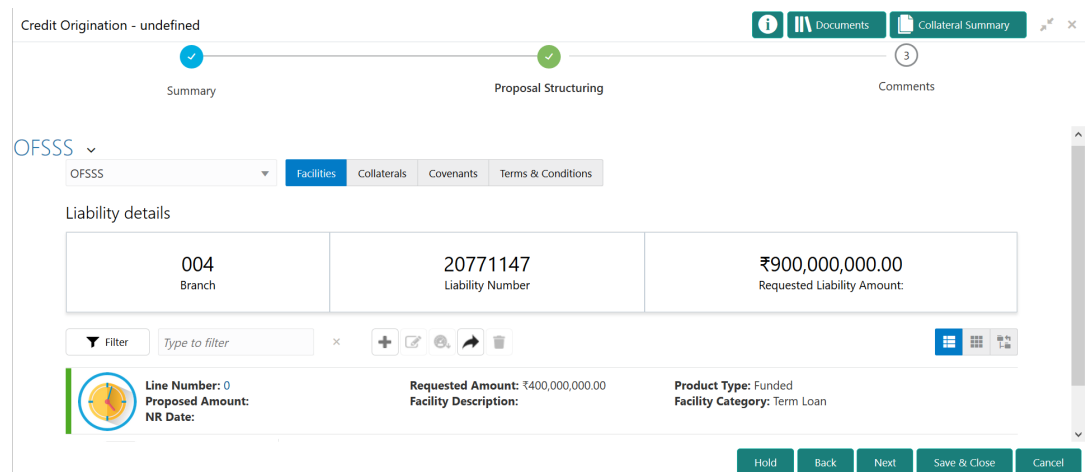 Credit Origination - undefined
Documents
Collateral Summary
Summary
Proposal Structuring
3
Comments
OFSSS
OFSSS
Facilities
Collaterals
Covenants
Terms & Conditions
Liability details
004
Branch
20771147
Liability Number
₹900,000,000.00
Requested Liability Amount:
Filter
Type to filter
Line Number: 0
Requested Amount: ₹400,000,000.00
Product Type: Funded
Proposed Amount:
Facility Description:
Facility Category: Term Loan
NR Date:
Hold
Back
Next
Save & Close
Cancel